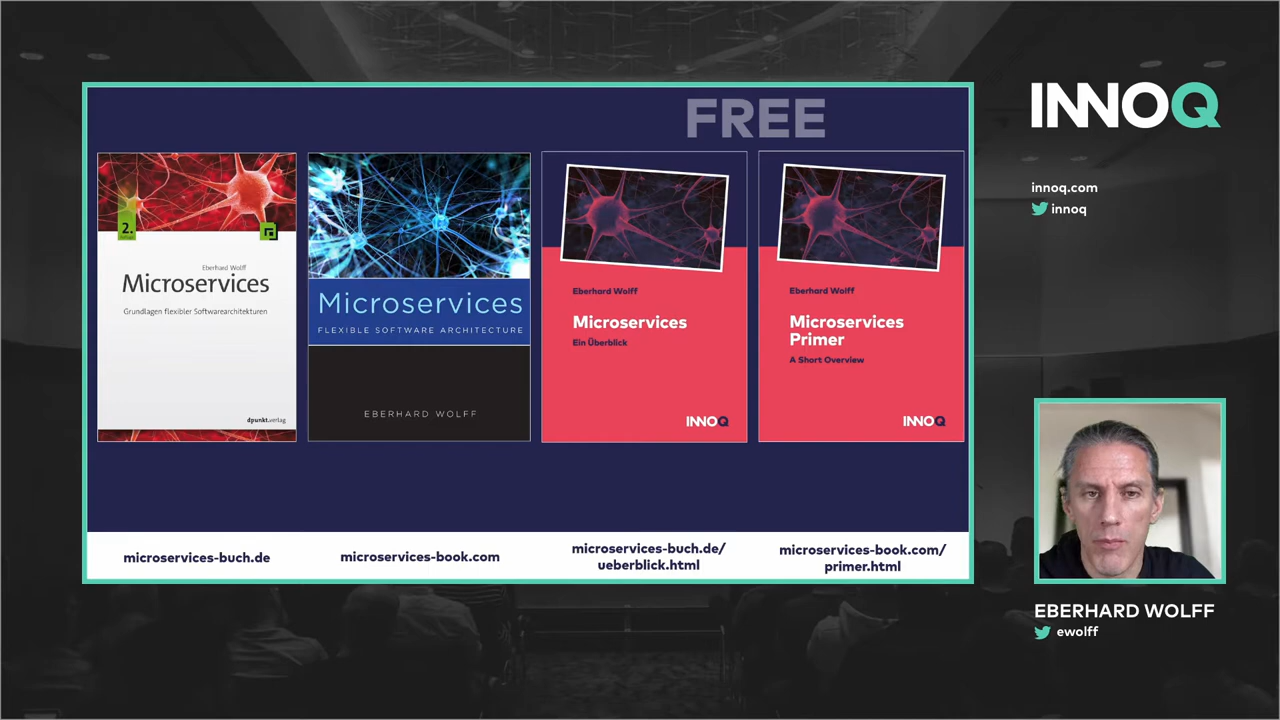 FREE
2.
Eberhard Wolff
Microservices
Grundlagen flexibler Softwarearchitekturen
dpunkt.verlag
Microservices
FLEXIBLE SOFTWARE ARCHITECTURE
EBERHARD WOLFF
Eberhard Wolff
Microservices
Ein Überblick
INNOQ
Eberhard Wolff
Microservices
Primer
A Short Overview
INNOQ
microservices-buch.de
microservices-book.com
microservices-buch.de/
ueberblick.html
microservices-book.com/
primer.html
INNOQ
innoq.com
innoq
EBERHARD WOLFF
ewolff